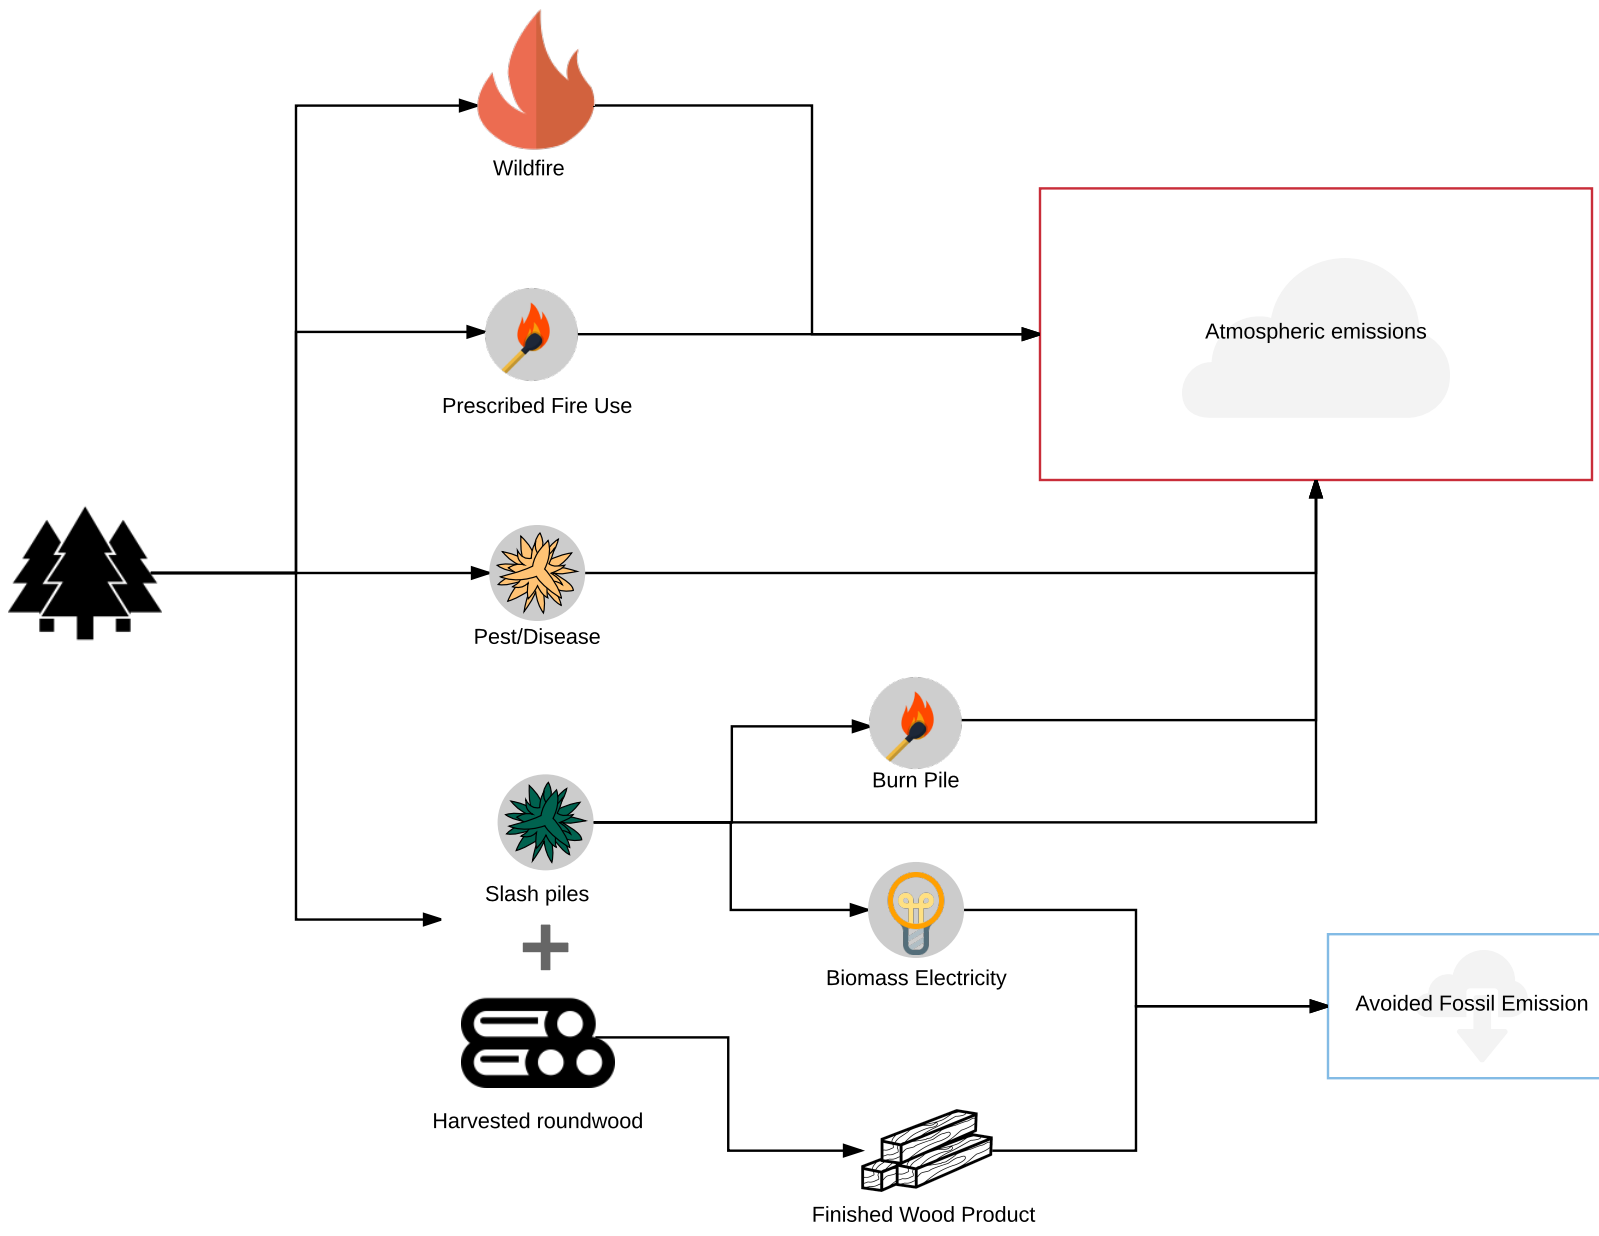 Wildfire
Prescribed Fire Use
Atmospheric emissions
Pest/Disease
Burn Pile
Slash piles
Biomass Electricity
Avoided Fossil Emission
Harvested roundwood
Finished Wood Product